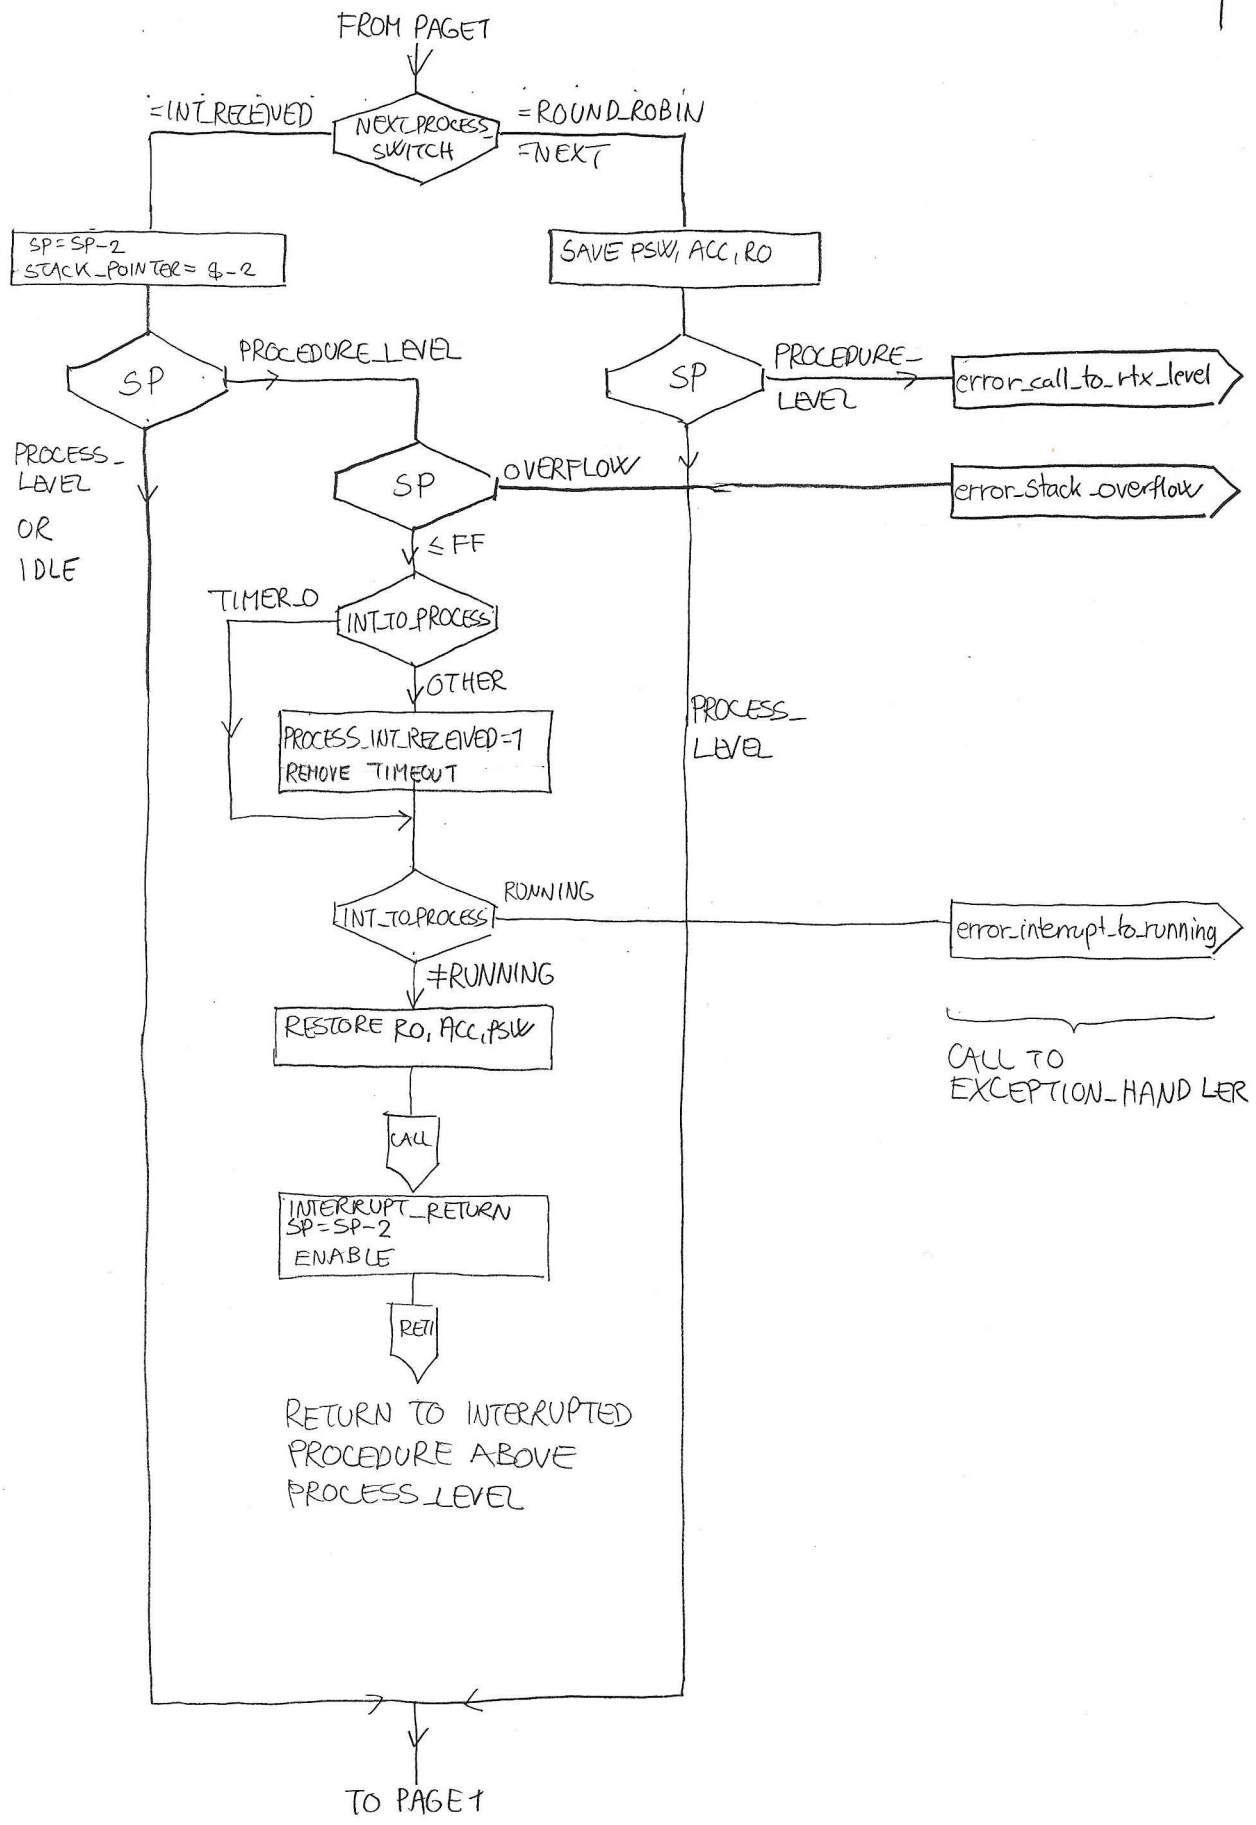 FROM PAGE1
=INT_RECEIVED
NEXT_PROCESS_
SWITCH
=ROUND_ROBIN
=NEXT
SP=SP-2
STACK_POINTER= $-2
SAVE PSW, ACC, R0
SP
PROCEDURE_LEVEL
SP
PROCEDURE_
LEVEL
error_call_to_rtx_level
PROCESS_
LEVEL
OR
IDLE
SP
OVERFLOW
error_stack_overflow
≤ FF
TIMER_0
INT_TO_PROCESS
OTHER
PROCESS_INT_RECEIVED=1
REMOVE TIMEOUT
PROCESS_
LEVEL
INT_TO_PROCESS
RUNNING
error_interrupt_to_running
≠RUNNING
RESTORE R0, ACC, PSW
CALL TO
EXCEPTION_HANDLER
CALL
INTERRUPT_RETURN
SP=SP-2
ENABLE
RETI
RETURN TO INTERRUPTED
PROCEDURE ABOVE
PROCESS_LEVEL
TO PAGE 1